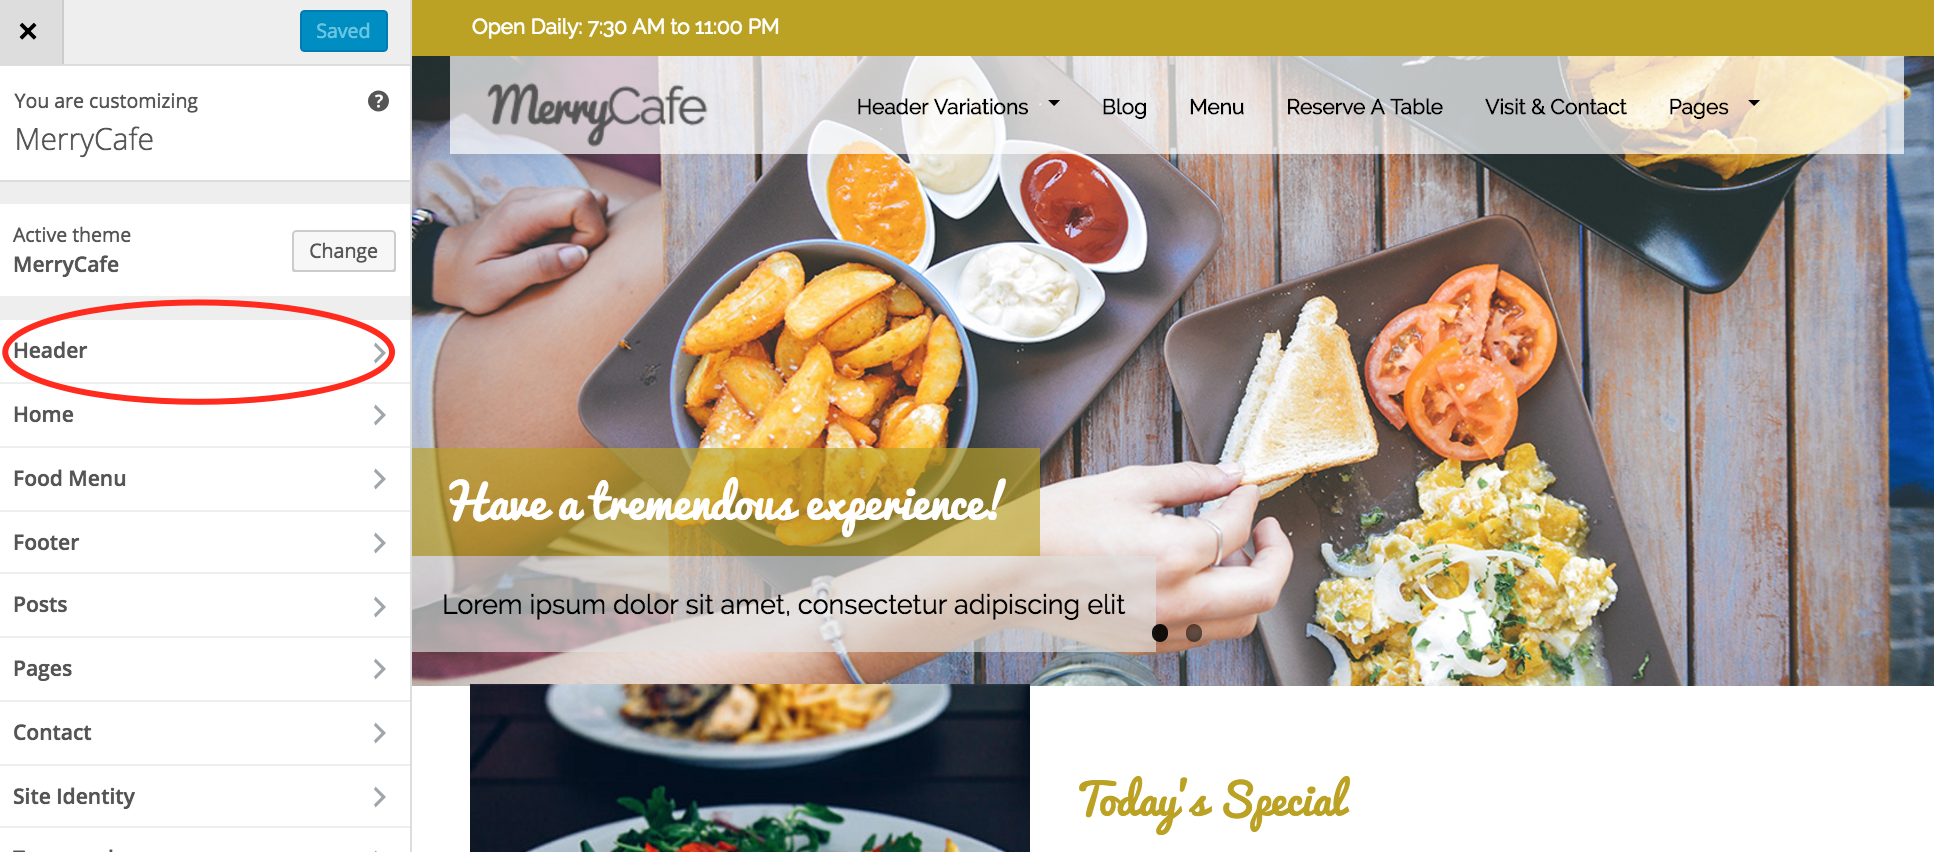 Saved
You are customizing
MerryCafe
Active theme
MerryCafe
Change
Header
Home
Food Menu
Footer
Posts
Pages
Contact
Site Identity
Open Daily: 7:30 AM to 11:00 PM
MerryCafe
Header Variations
Blog
Menu
Reserve A Table
Visit & Contact
Pages
Have a tremendous experience!
Lorem ipsum dolor sit amet, consectetur adipiscing elit
Today's Special